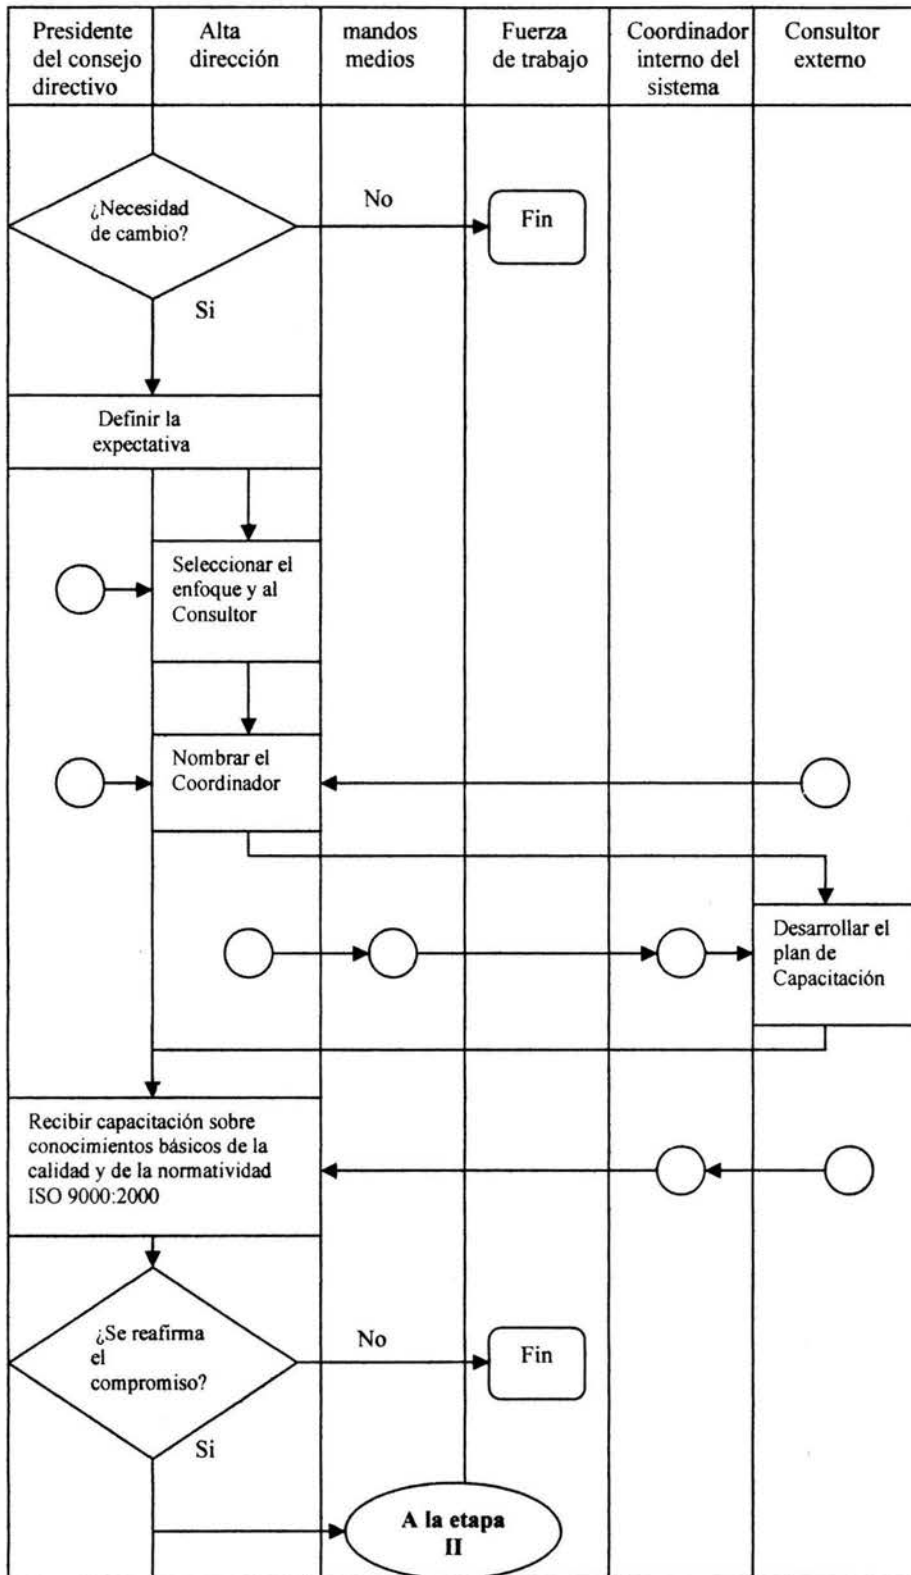 Presidente
del consejo
directivo
Alta
dirección
mandos
medios
Fuerza
de trabajo
Coordinador
interno del
sistema
Consultor
externo
¿Necesidad
de cambio?
No
Fin
Si
Definir la
expectativa
Seleccionar el
enfoque y al
Consultor
Nombrar el
Coordinador
Desarrollar el
plan de
Capacitación
Recibir capacitación sobre
conocimientos básicos de la
calidad y de la normatividad
ISO 9000:2000
¿Se reafirma
el
compromiso?
No
Fin
Si
A la etapa
II